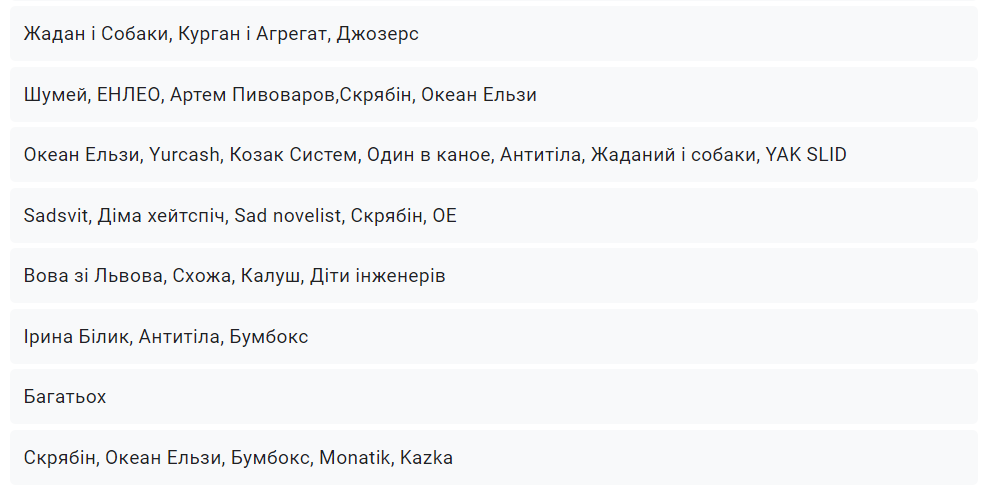 Жадан і Собаки, Курган і Агрегат, Джозерс
Шумей, ЕНЛЕО, Артем Пивоваров,Скрябін, Океан Ельзи
Океан Ельзи, Yurcash, Козак Систем, Один в каное, Антитіла, Жаданий і собаки, YAK SLID
Sadsvit, Діма хейтспіч, Sad novelist, Скрябін, ОЕ
Вова зі Львова, Схожа, Калуш, Діти інженерів
Ірина Білик, Антитіла, Бумбокс
Багатьох
Скрябін, Океан Ельзи, Бумбокс, Monatik, Kazka